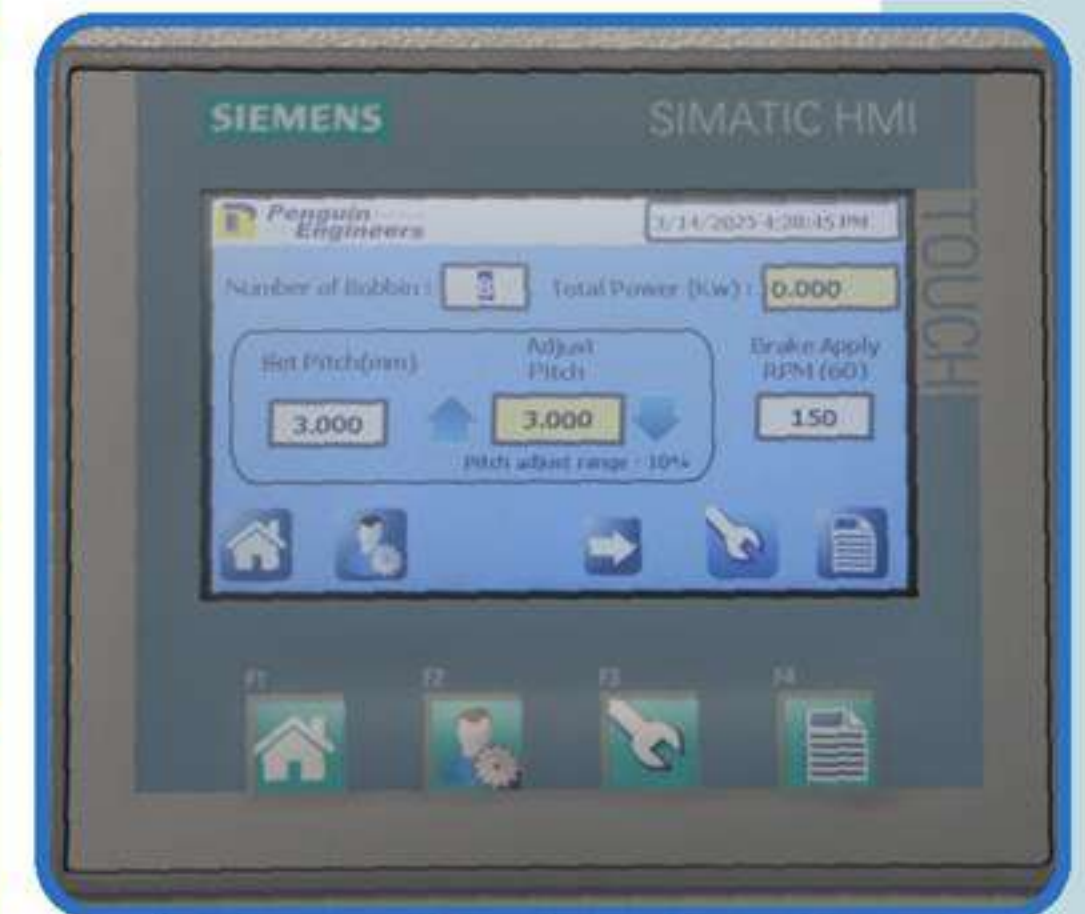 SIEMENS
SIMATIC HMI
TOUCH
Penguin
Engineers
3/14/2025 4:28:45 PM
Number of Bobbin :
Total Power (Kw) : 0.000
Set Pitch(mm)
Adjust
Pitch
Brake Apply
RPM (60)
3.000
3.000
150
Pitch adjust range - 10%
F1
F2
F3
F4